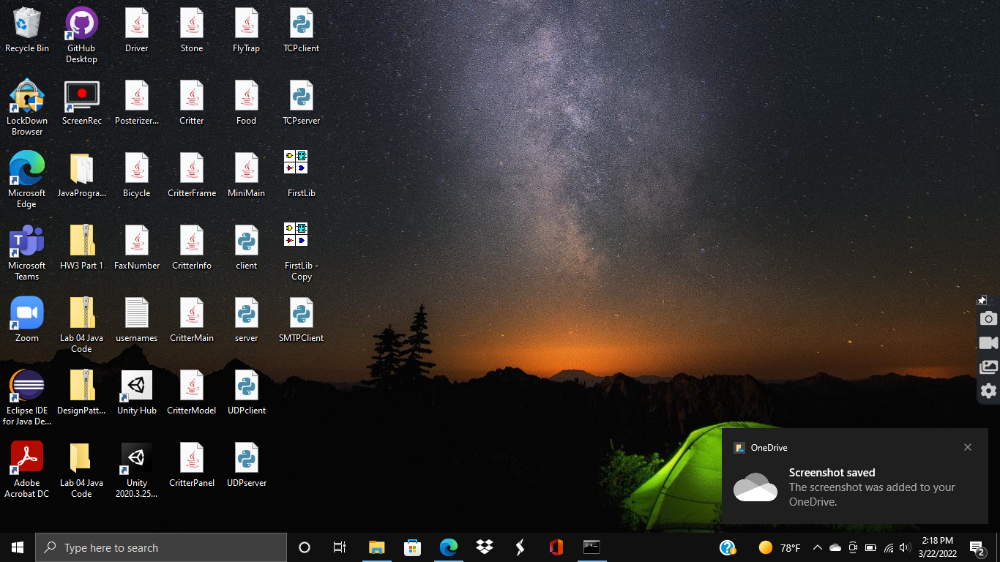 Recycle Bin
GitHub
Desktop
Driver
Stone
FlyTrap
TCPclient
LockDown
Browser
ScreenRec
Posterizer...
Critter
Food
TCPserver
Microsoft
Edge
JavaProgra...
Bicycle
CritterFrame
MiniMain
FirstLib
Microsoft
Teams
HW3 Part 1
FaxNumber
CritterInfo
client
FirstLib -
Copy
Zoom
Lab 04 Java
Code
usernames
CritterMain
server
SMTPClient
Eclipse IDE
for Java De...
DesignPatt...
Unity Hub
CritterModel
UDPclient
Adobe
Acrobat DC
Lab 04 Java
Code
Unity
2020.3.25...
CritterPanel
UDPserver
OneDrive
Screenshot saved
The screenshot was added to your
OneDrive.
Type here to search
78°F
2:18 PM
3/22/2022
2